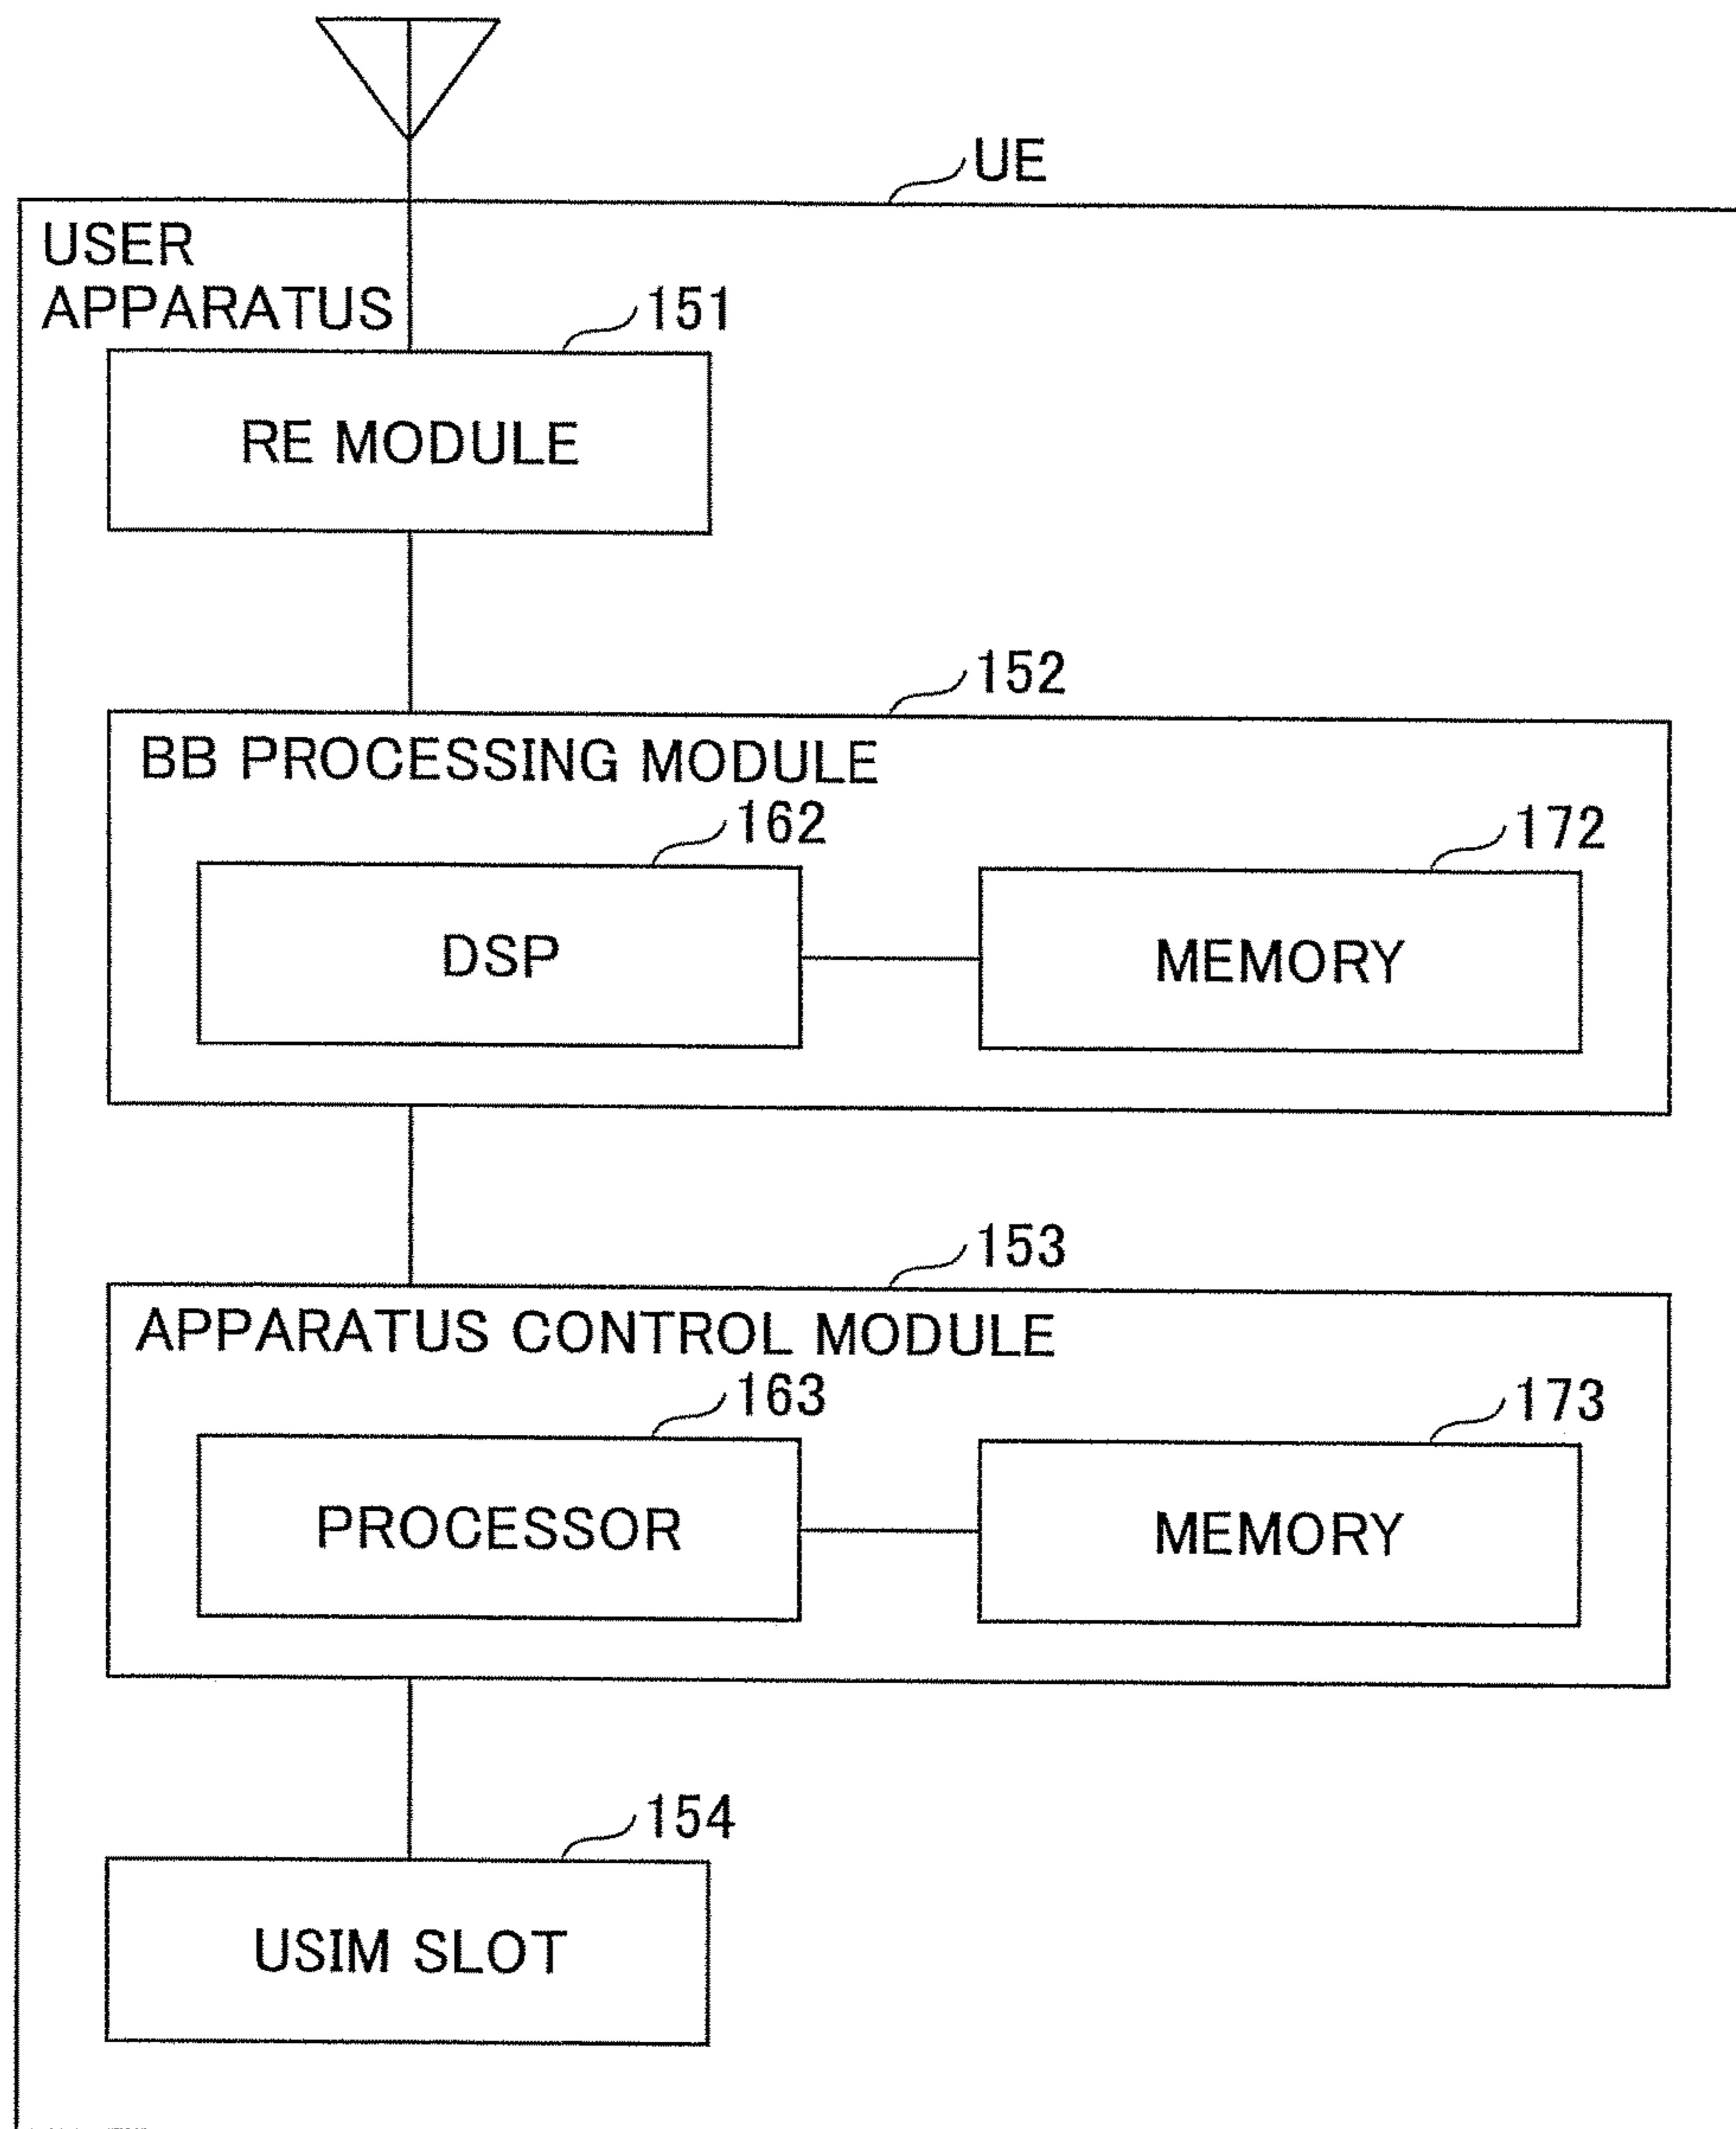 UE
USER
APPARATUS
151
RE MODULE
152
BB PROCESSING MODULE
162
172
DSP
MEMORY
153
APPARATUS CONTROL MODULE
163
173
PROCESSOR
MEMORY
154
USIM SLOT